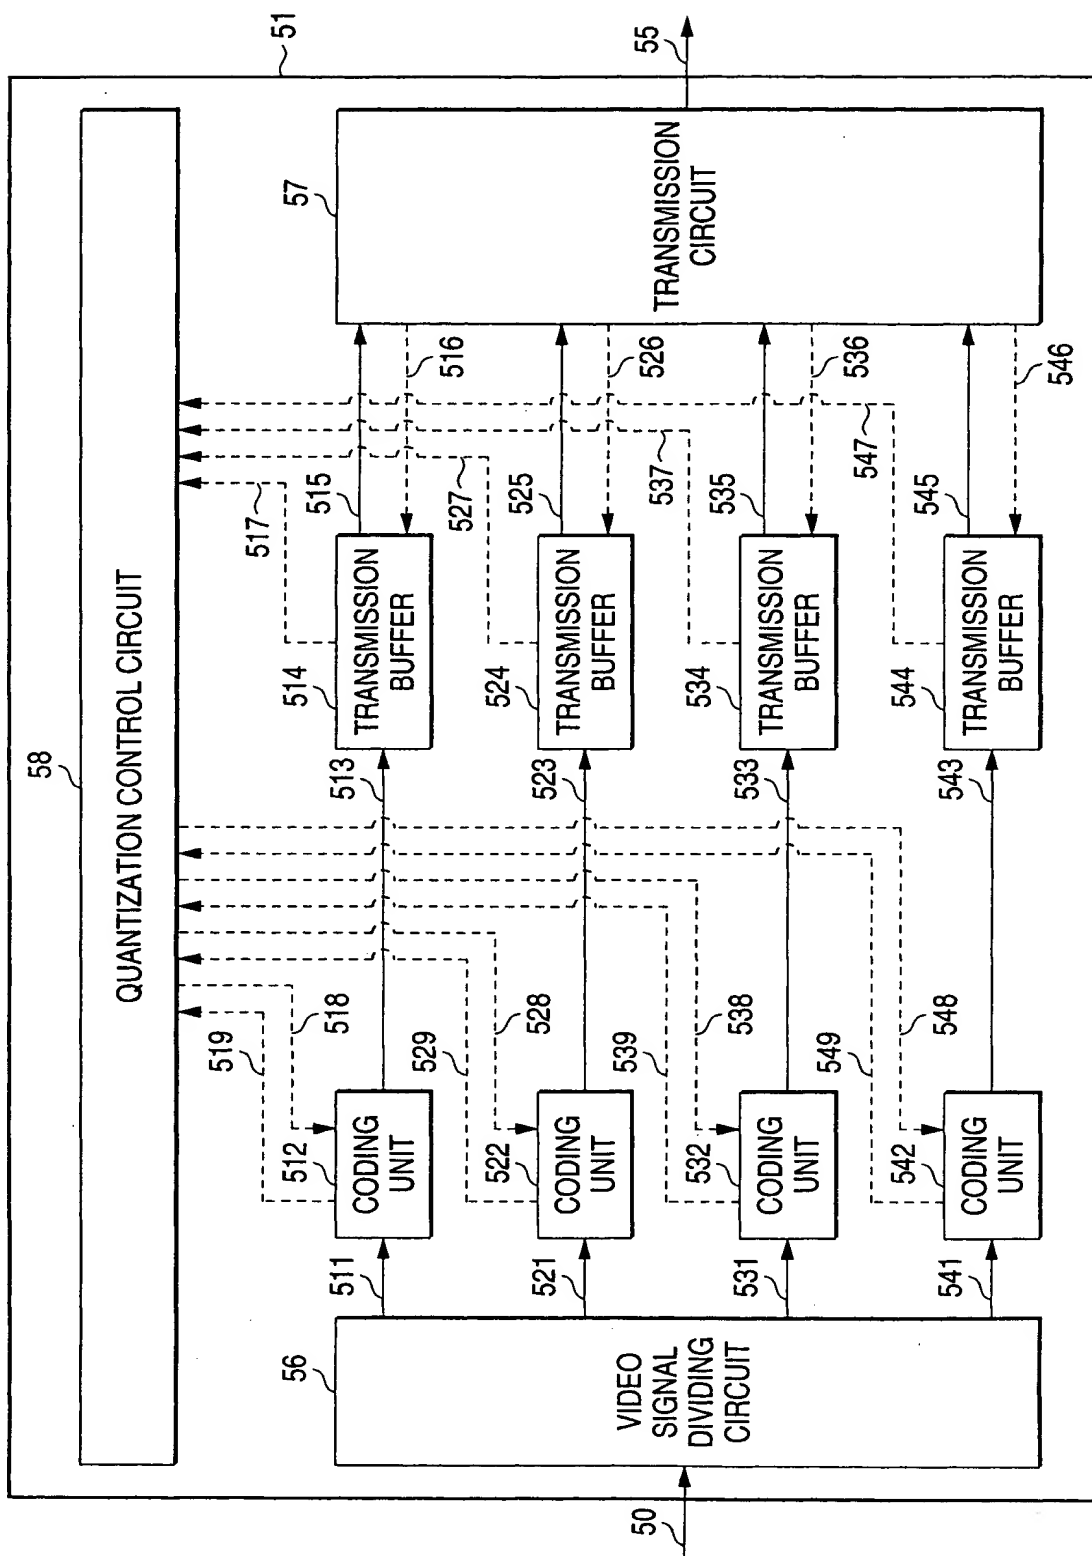 51
58
QUANTIZATION CONTROL CIRCUIT
50
56
VIDEO
SIGNAL
DIVIDING
CIRCUIT
57
TRANSMISSION
CIRCUIT
55
511
512
CODING
UNIT
519
518
513
514
TRANSMISSION
BUFFER
517
515
516
521
522
CODING
UNIT
529
528
523
524
TRANSMISSION
BUFFER
527
525
526
531
532
CODING
UNIT
539
538
533
534
TRANSMISSION
BUFFER
537
535
536
541
542
CODING
UNIT
549
548
543
544
TRANSMISSION
BUFFER
547
545
546